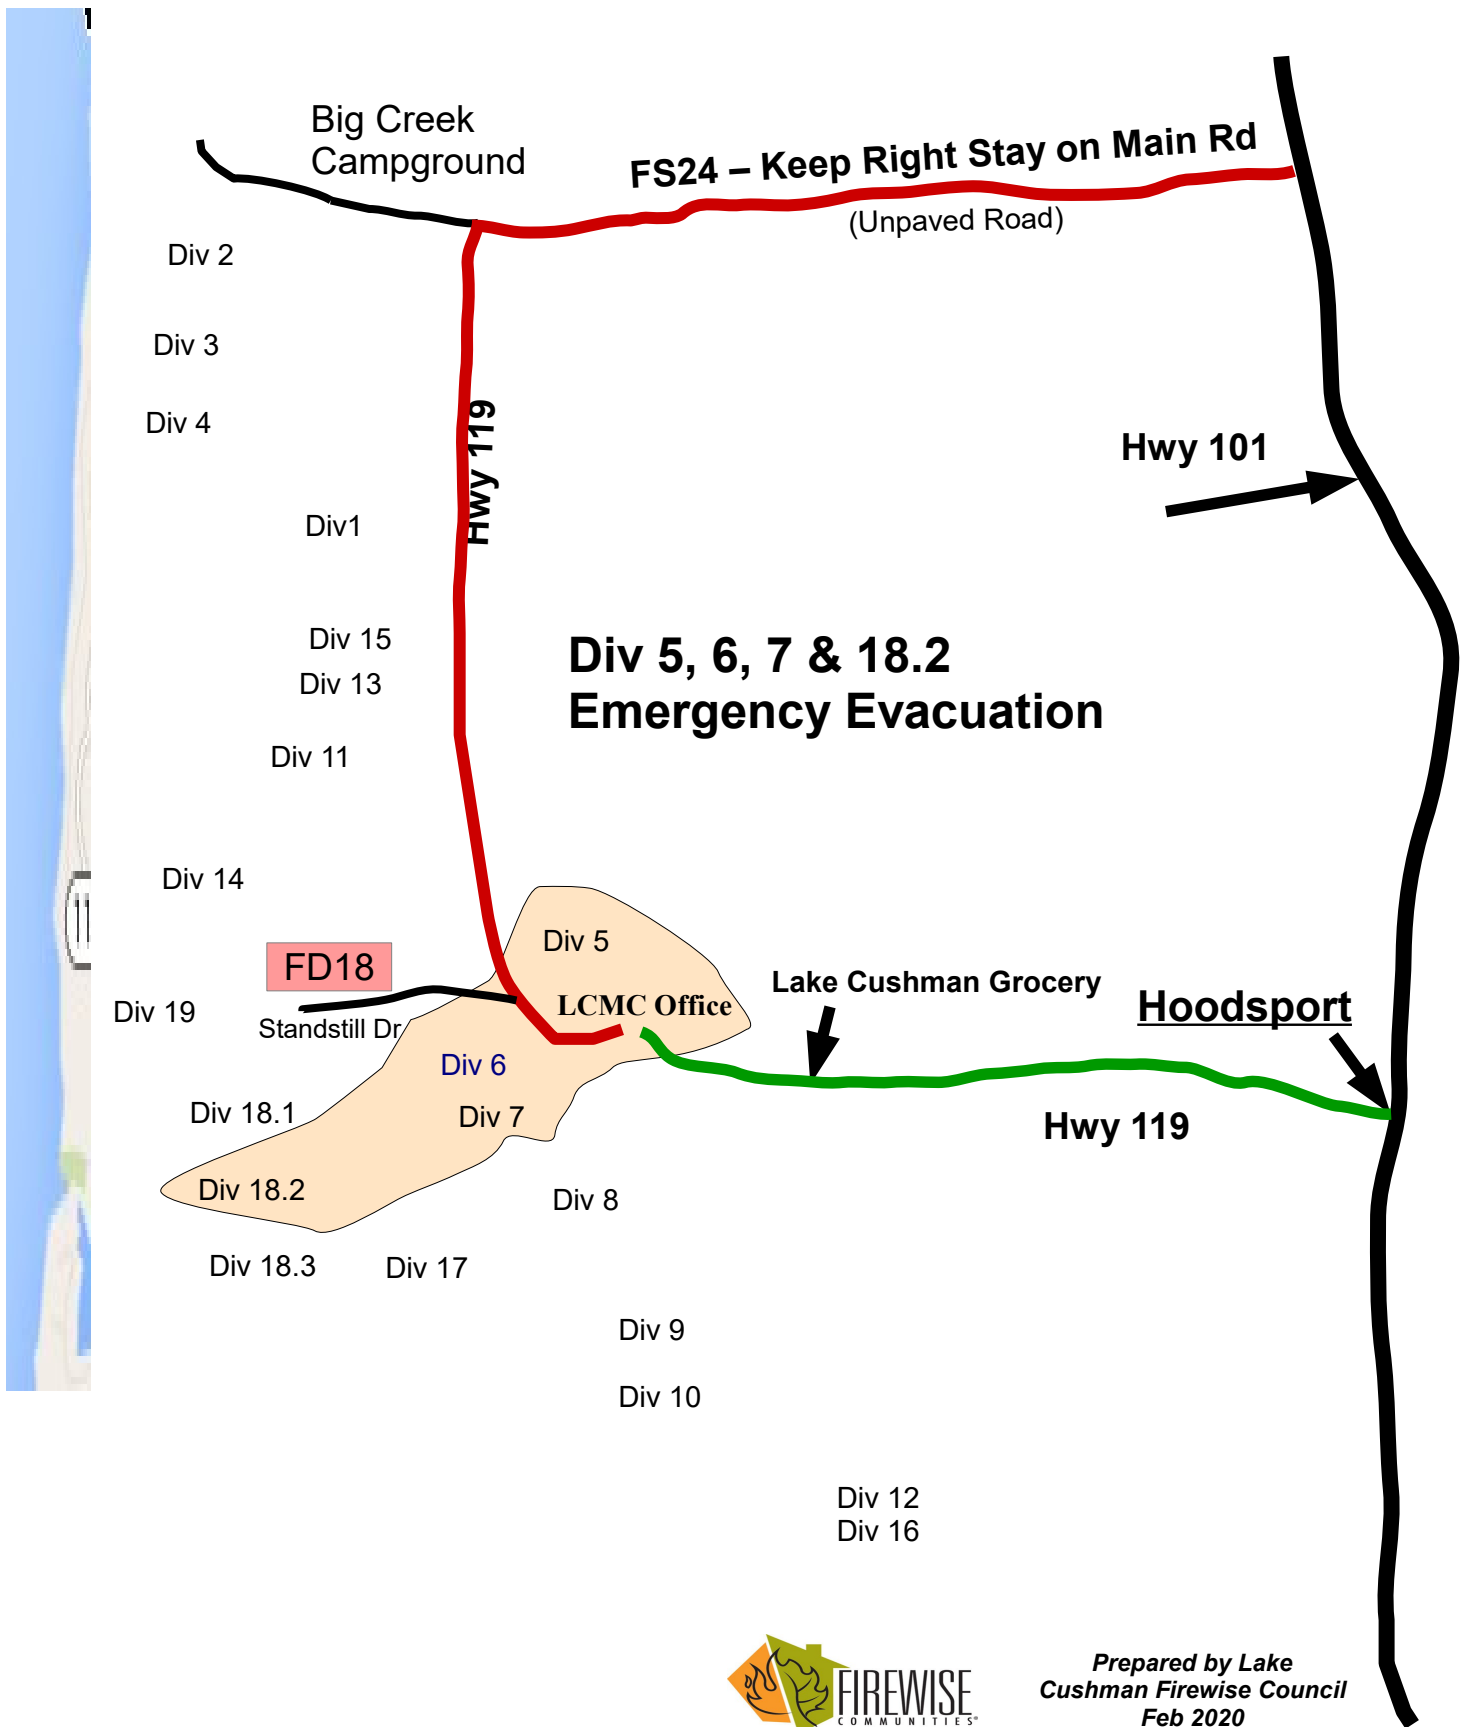 Big Creek
Campground
FS24 – Keep Right Stay on Main Rd
(Unpaved Road)
Div 2
Div 3
Div 4
Hwy 119
Hwy 101
Div1
Div 15
Div 13
Div 5, 6, 7 & 18.2
Emergency Evacuation
Div 11
Div 14
Div 5
FD18
Lake Cushman Grocery
LCMC Office
Hoodsport
Div 19
Standstill Dr
Div 6
Div 18.1
Div 7
Hwy 119
Div 18.2
Div 8
Div 18.3
Div 17
Div 9
Div 10
Div 12
Div 16
FIREWISE
COMMUNITIES®
Prepared by Lake
Cushman Firewise Council
Feb 2020